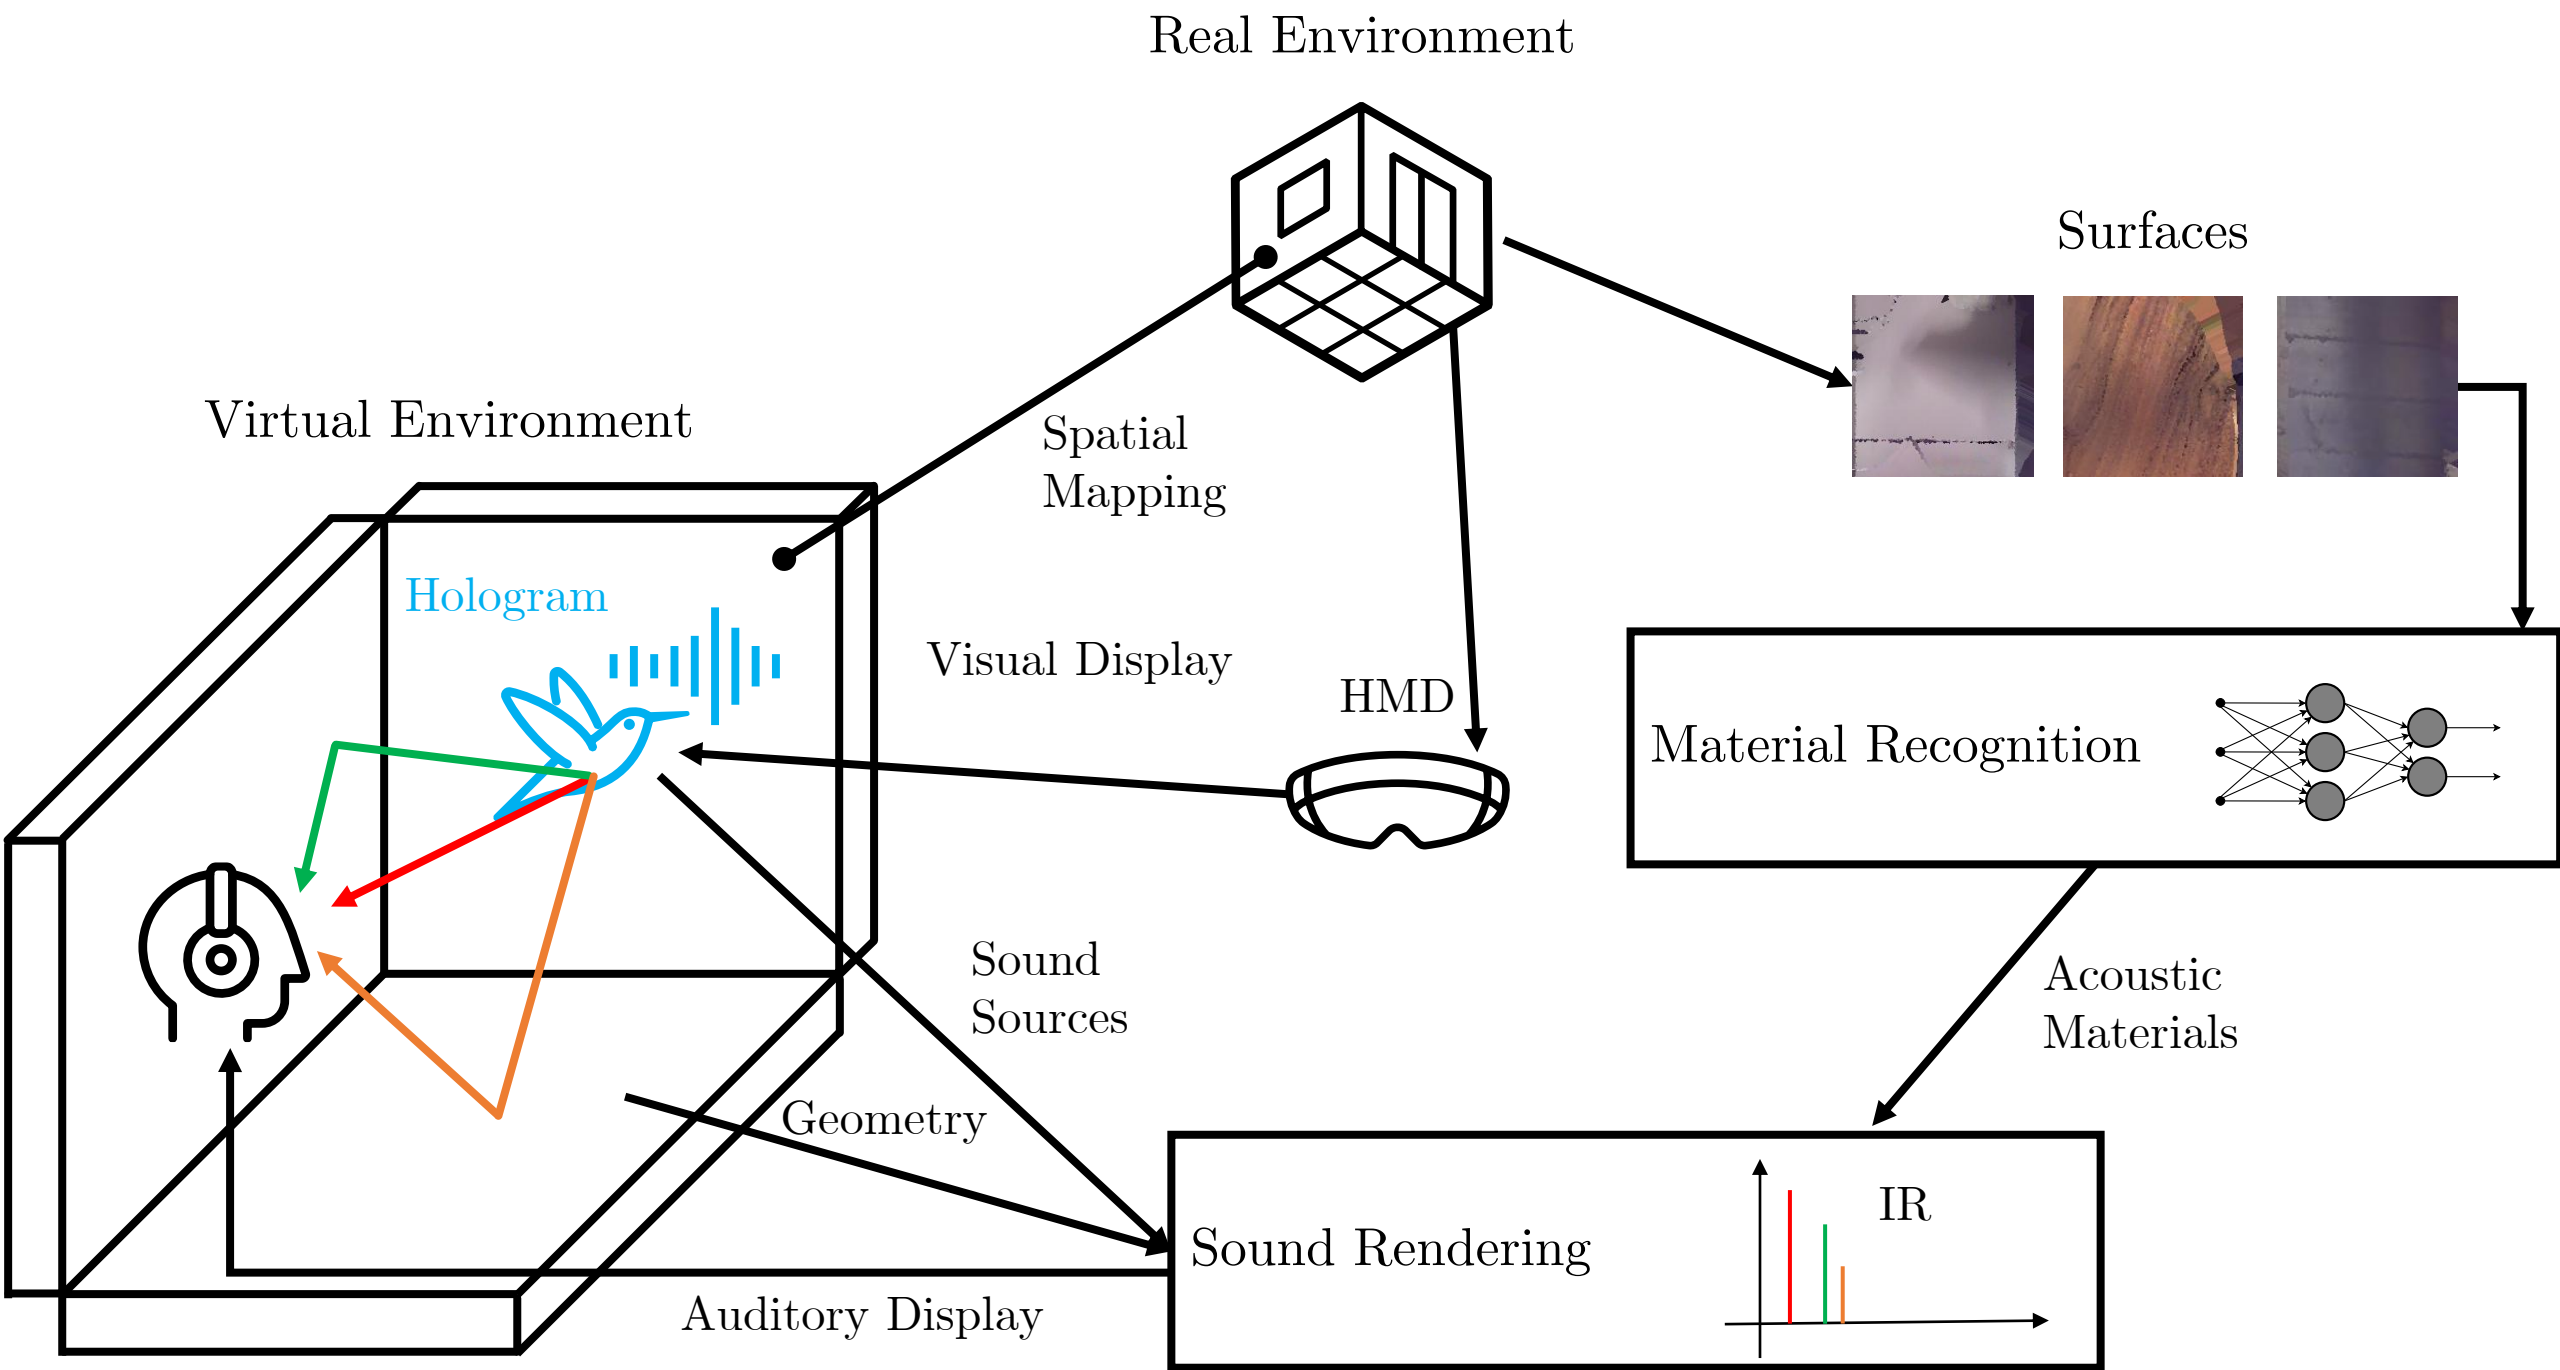 Real Environment
Surfaces
Virtual Environment
Spatial
Mapping
Hologram
Visual Display
HMD
Material Recognition
Sound
Sources
Acoustic
Materials
Geometry
IR
Sound Rendering
Auditory Display